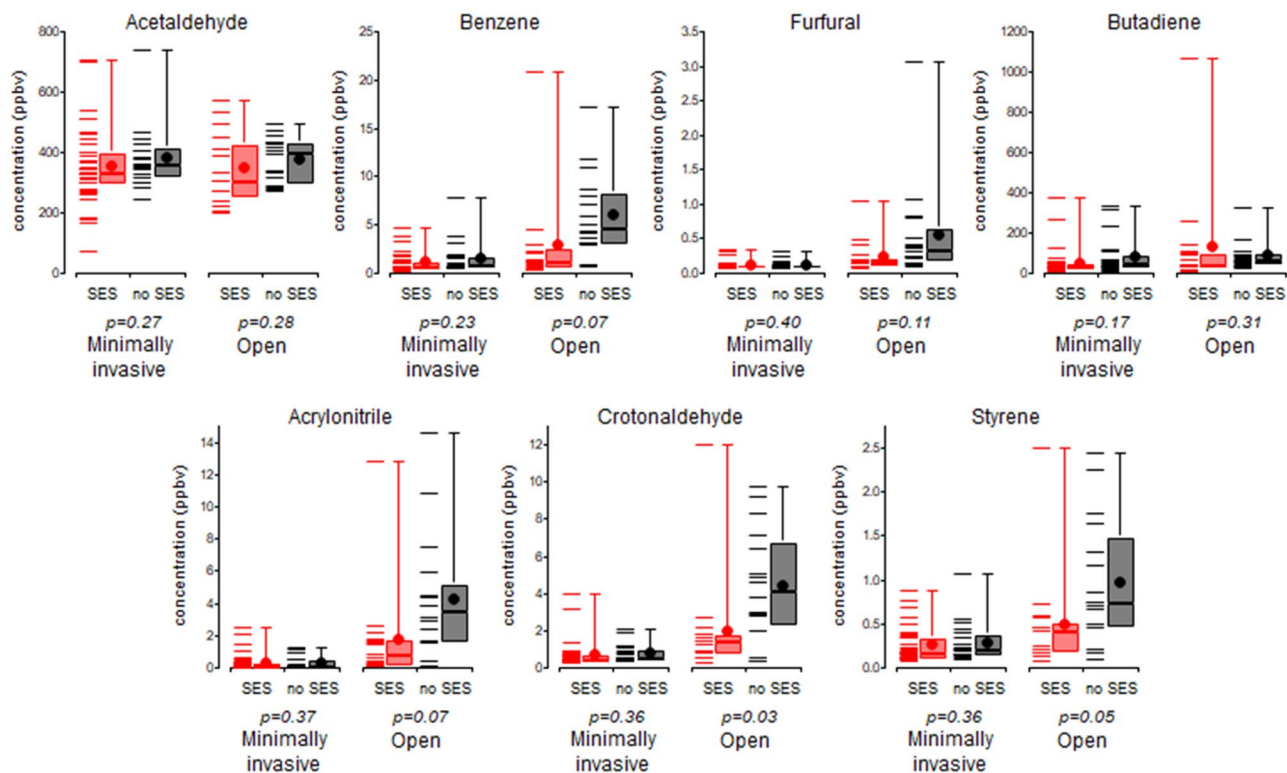 Acetaldehyde
concentration (ppbv)
800
600
400
200
0
SES no SES SES no SES
p=0.27 p=0.28
Minimally Open
invasive
Benzene
concentration (ppbv)
25
20
15
10
5
0
SES no SES SES no SES
p=0.23 p=0.07
Minimally Open
invasive
Furfural
concentration (ppbv)
3.5
3.0
2.5
2.0
1.5
1.0
0.5
0.0
SES no SES SES no SES
p=0.40 p=0.11
Minimally Open
invasive
Butadiene
concentration (ppbv)
1200
1000
800
600
400
200
0
SES no SES SES no SES
p=0.17 p=0.31
Minimally Open
invasive
Acrylonitrile
concentration (ppbv)
14
12
10
8
6
4
2
0
SES no SES SES no SES
p=0.37 p=0.07
Minimally Open
invasive
Crotonaldehyde
concentration (ppbv)
12
10
8
6
4
2
0
SES no SES SES no SES
p=0.36 p=0.03
Minimally Open
invasive
Styrene
concentration (ppbv)
2.5
2.0
1.5
1.0
0.5
0.0
SES no SES SES no SES
p=0.36 p=0.05
Minimally Open
invasive